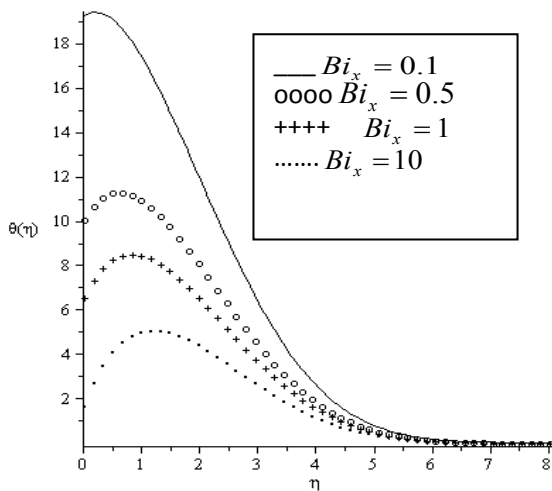 18
16
14
12
10
θ(η)
8
6
4
2
0 1 2 3 4 5 6 7 8
η
___ Bi_x = 0.1
oooo Bi_x = 0.5
++++ Bi_x = 1
....... Bi_x = 10